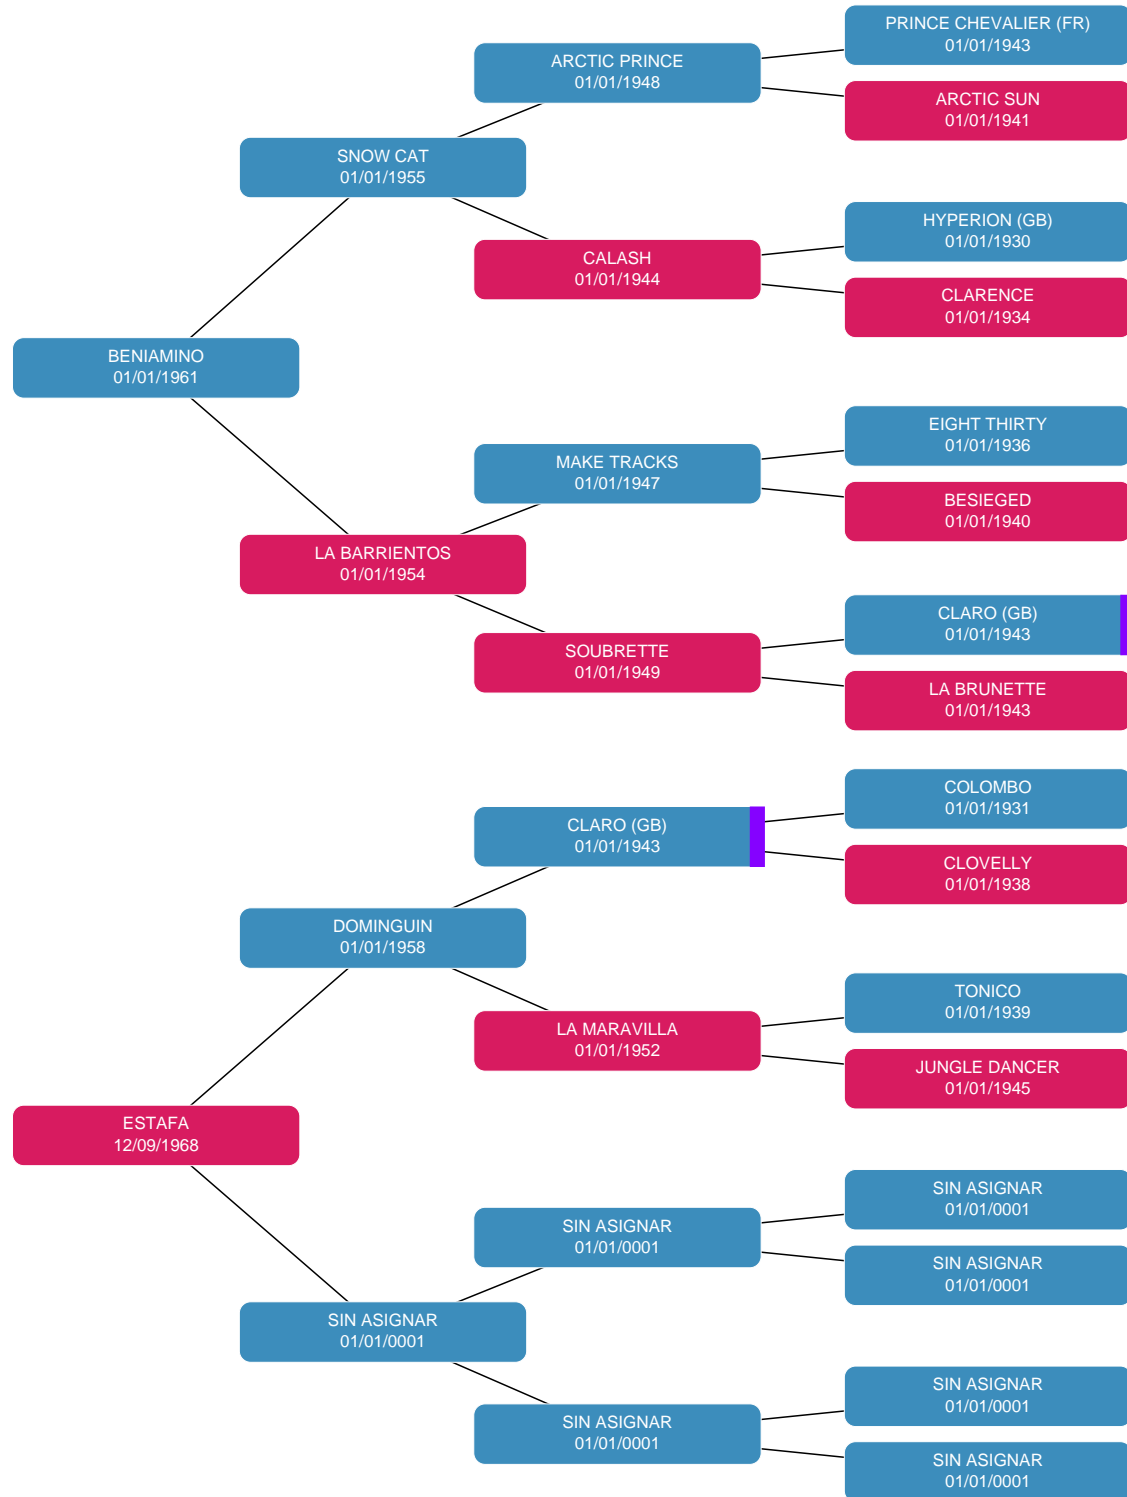 PRINCE CHEVALIER (FR)
01/01/1943
ARCTIC PRINCE
01/01/1948
ARCTIC SUN
01/01/1941
SNOW CAT
01/01/1955
HYPERION (GB)
01/01/1930
CALASH
01/01/1944
CLARENCE
01/01/1934
BENIAMINO
01/01/1961
EIGHT THIRTY
01/01/1936
MAKE TRACKS
01/01/1947
BESIEGED
01/01/1940
LA BARRIENTOS
01/01/1954
CLARO (GB)
01/01/1943
SOUBRETTE
01/01/1949
LA BRUNETTE
01/01/1943
COLOMBO
01/01/1931
CLARO (GB)
01/01/1943
CLOVELLY
01/01/1938
DOMINGUIN
01/01/1958
TONICO
01/01/1939
LA MARAVILLA
01/01/1952
JUNGLE DANCER
01/01/1945
ESTAFA
12/09/1968
SIN ASIGNAR
01/01/0001
SIN ASIGNAR
01/01/0001
SIN ASIGNAR
01/01/0001
SIN ASIGNAR
01/01/0001
SIN ASIGNAR
01/01/0001
SIN ASIGNAR
01/01/0001
SIN ASIGNAR
01/01/0001